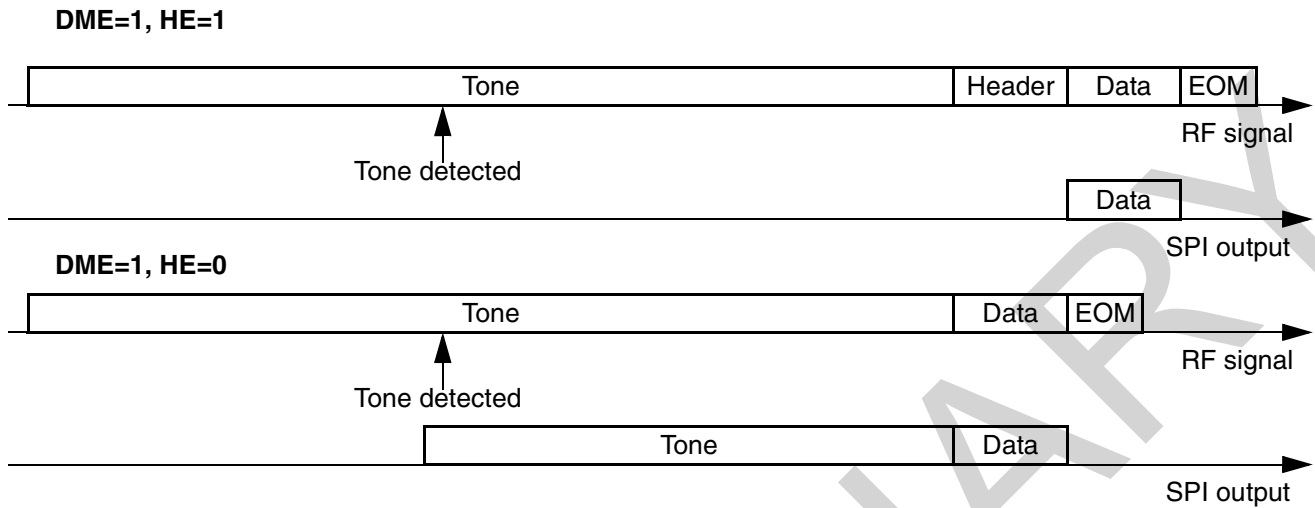 DME=1, HE=1
Tone Header Data EOM
RF signal
Tone detected
Data
SPI output
DME=1, HE=0
Tone Data EOM
RF signal
Tone detected
Tone Data
SPI output
NARY